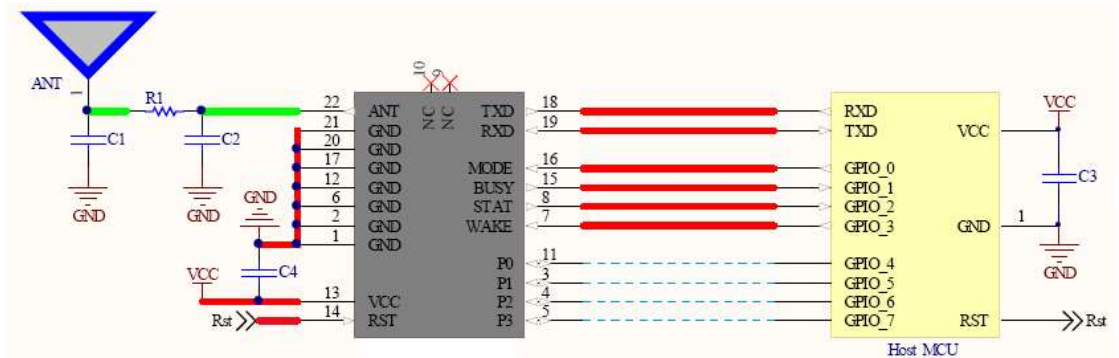 10
9
ANT
1
R1
C1
C2
GND
GND
22
21
20
17
12
6
2
1
GND
C4
VCC
13
14
Rst
NC
NC
ANT
GND
GND
GND
GND
GND
GND
GND
VCC
RST
TXD
RXD
MODE
BUSY
STAT
WAKE
P0
P1
P2
P3
18
19
16
15
8
7
11
3
4
5
RXD
TXD
GPIO_0
GPIO_1
GPIO_2
GPIO_3
GPIO_4
GPIO_5
GPIO_6
GPIO_7
VCC
GND
RST
Host MCU
VCC
C3
1
GND
Rst